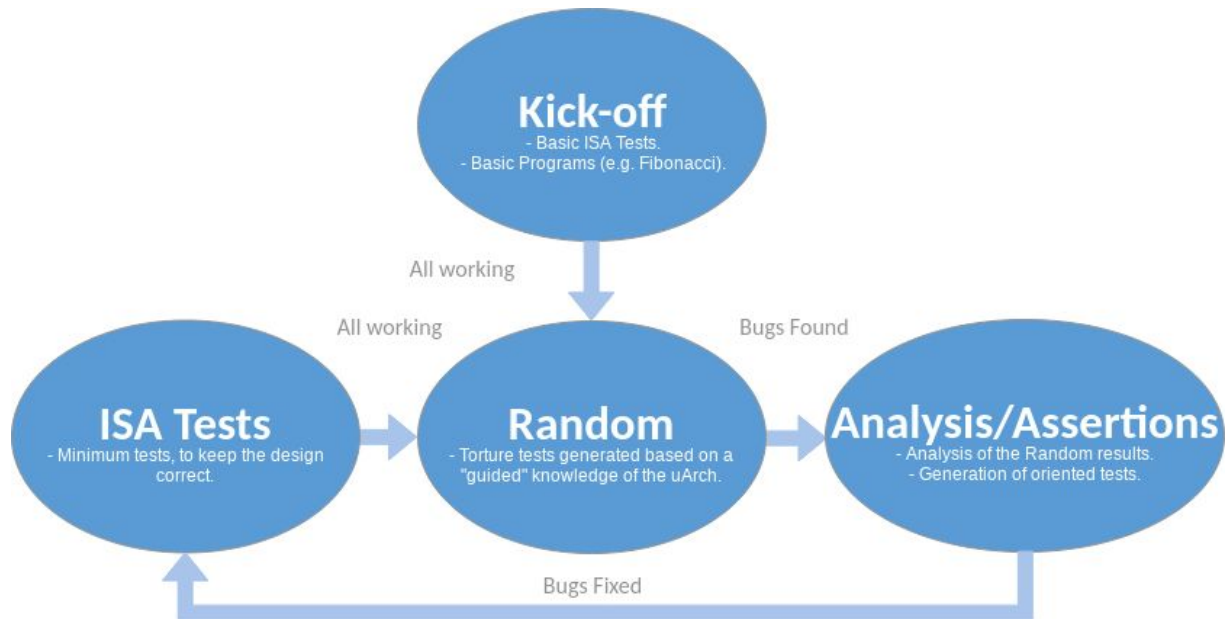 Kick-off
- Basic ISA Tests.
- Basic Programs (e.g. Fibonacci).
All working
All working
Bugs Found
ISA Tests
- Minimum tests, to keep the design
correct.
Random
- Torture tests generated based on a
"guided" knowledge of the uArch.
Analysis/Assertions
- Analysis of the Random results.
- Generation of oriented tests.
Bugs Fixed